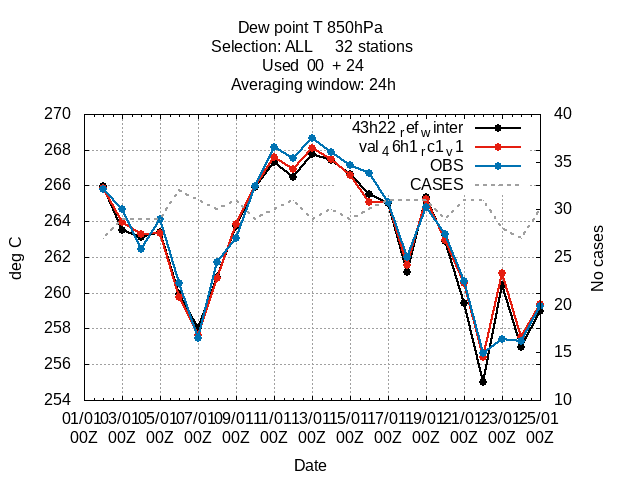 Dew point T 850hPa
Selection: ALL 32 stations
Used 00 + 24
Averaging window: 24h
43h22refwinter
val46h1rc1v1
OBS
CASES
270
268
266
264
262
260
258
256
254
40
35
30
25
20
15
10
deg C
No cases
01/01 03/01 05/01 07/01 09/01 11/01 13/01 15/01 17/01 19/01 21/01 23/01 25/01
00Z 00Z 00Z 00Z 00Z 00Z 00Z 00Z 00Z 00Z 00Z 00Z 00Z
Date